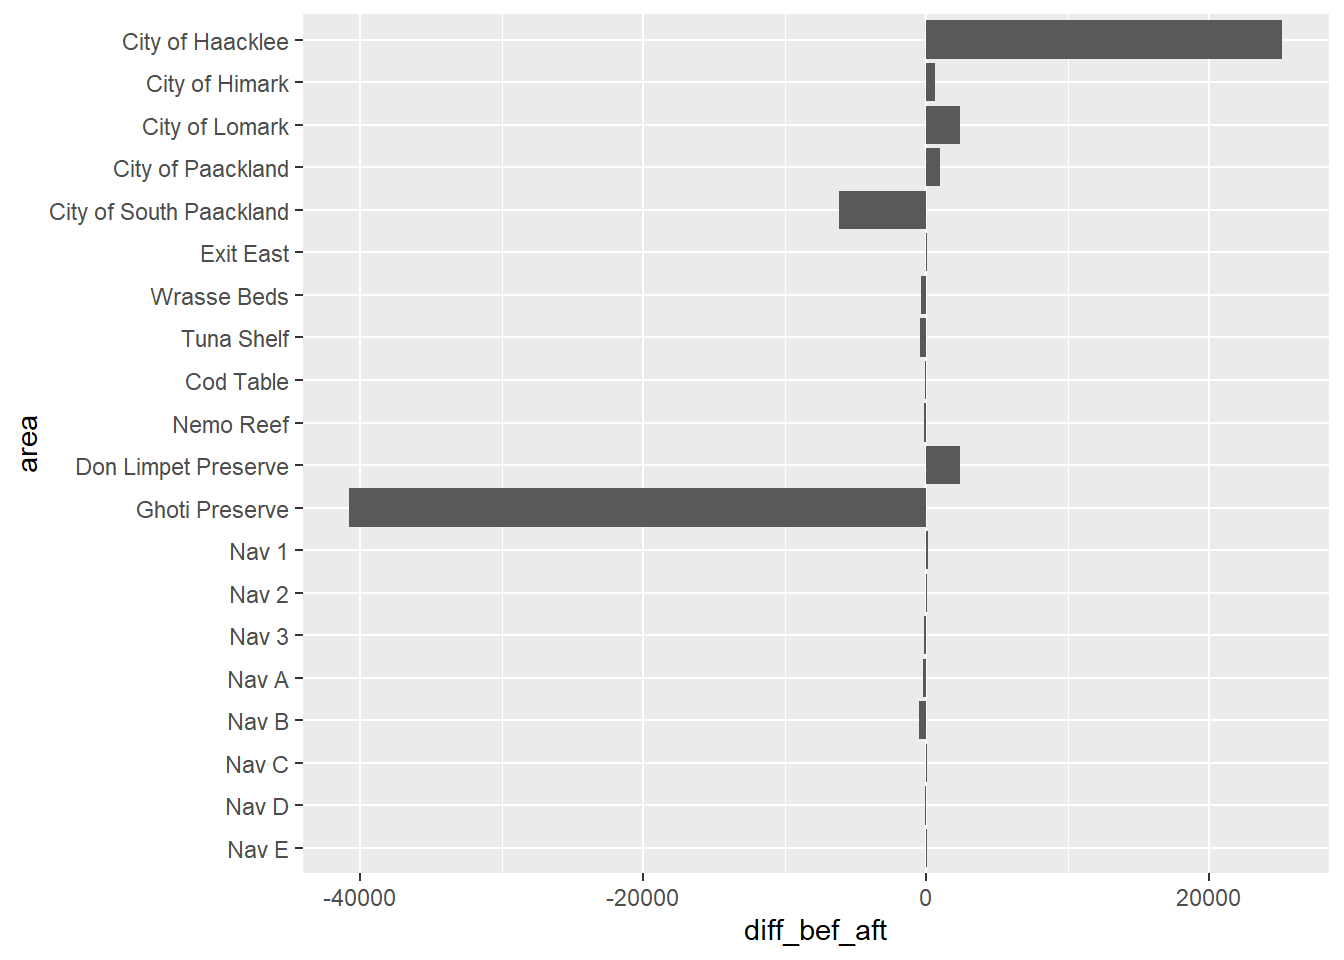 City of Haacklee
City of Himark
City of Lomark
City of Paackland
City of South Paackland
Exit East
Wrasse Beds
Tuna Shelf
Cod Table
Nemo Reef
Don Limpet Preserve
Ghoti Preserve
Nav 1
Nav 2
Nav 3
Nav A
Nav B
Nav C
Nav D
Nav E
area
-40000 -20000 0 20000
diff_bef_aft